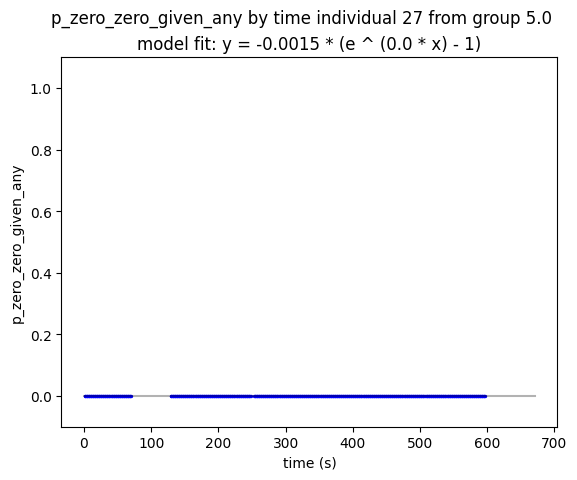 p_zero_zero_given_any by time individual 27 from group 5.0
model fit: y = -0.0015 * (e ^ (0.0 * x) - 1)
1.0
0.8
0.6
0.4
0.2
0.0
p_zero_zero_given_any
0 100 200 300 400 500 600 700
time (s)